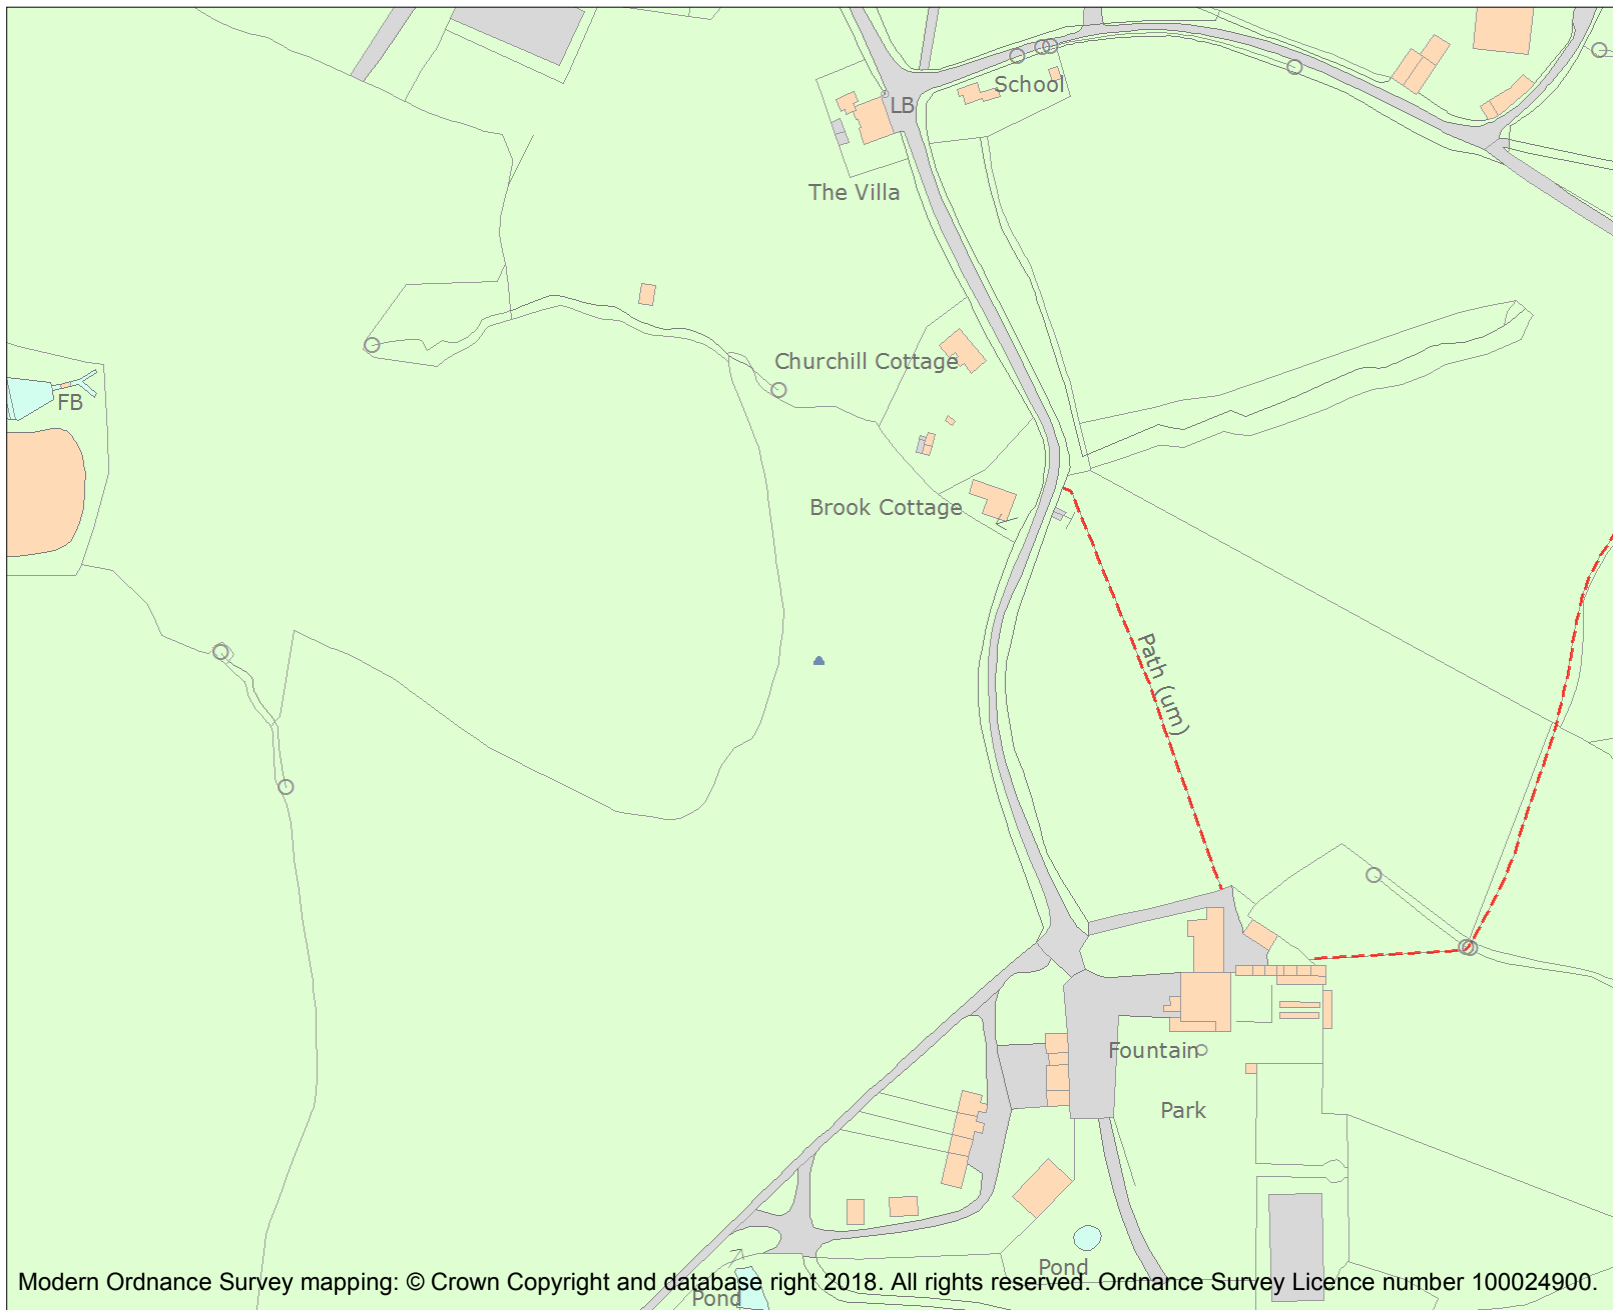 School
LB
The Villa
Churchill Cottage
FB
Brook Cottage
Path (um)
Fountain
Park
Pond
Pond
Modern Ordnance Survey mapping: © Crown Copyright and database right 2018. All rights reserved. Ordnance Survey Licence number 100024900.